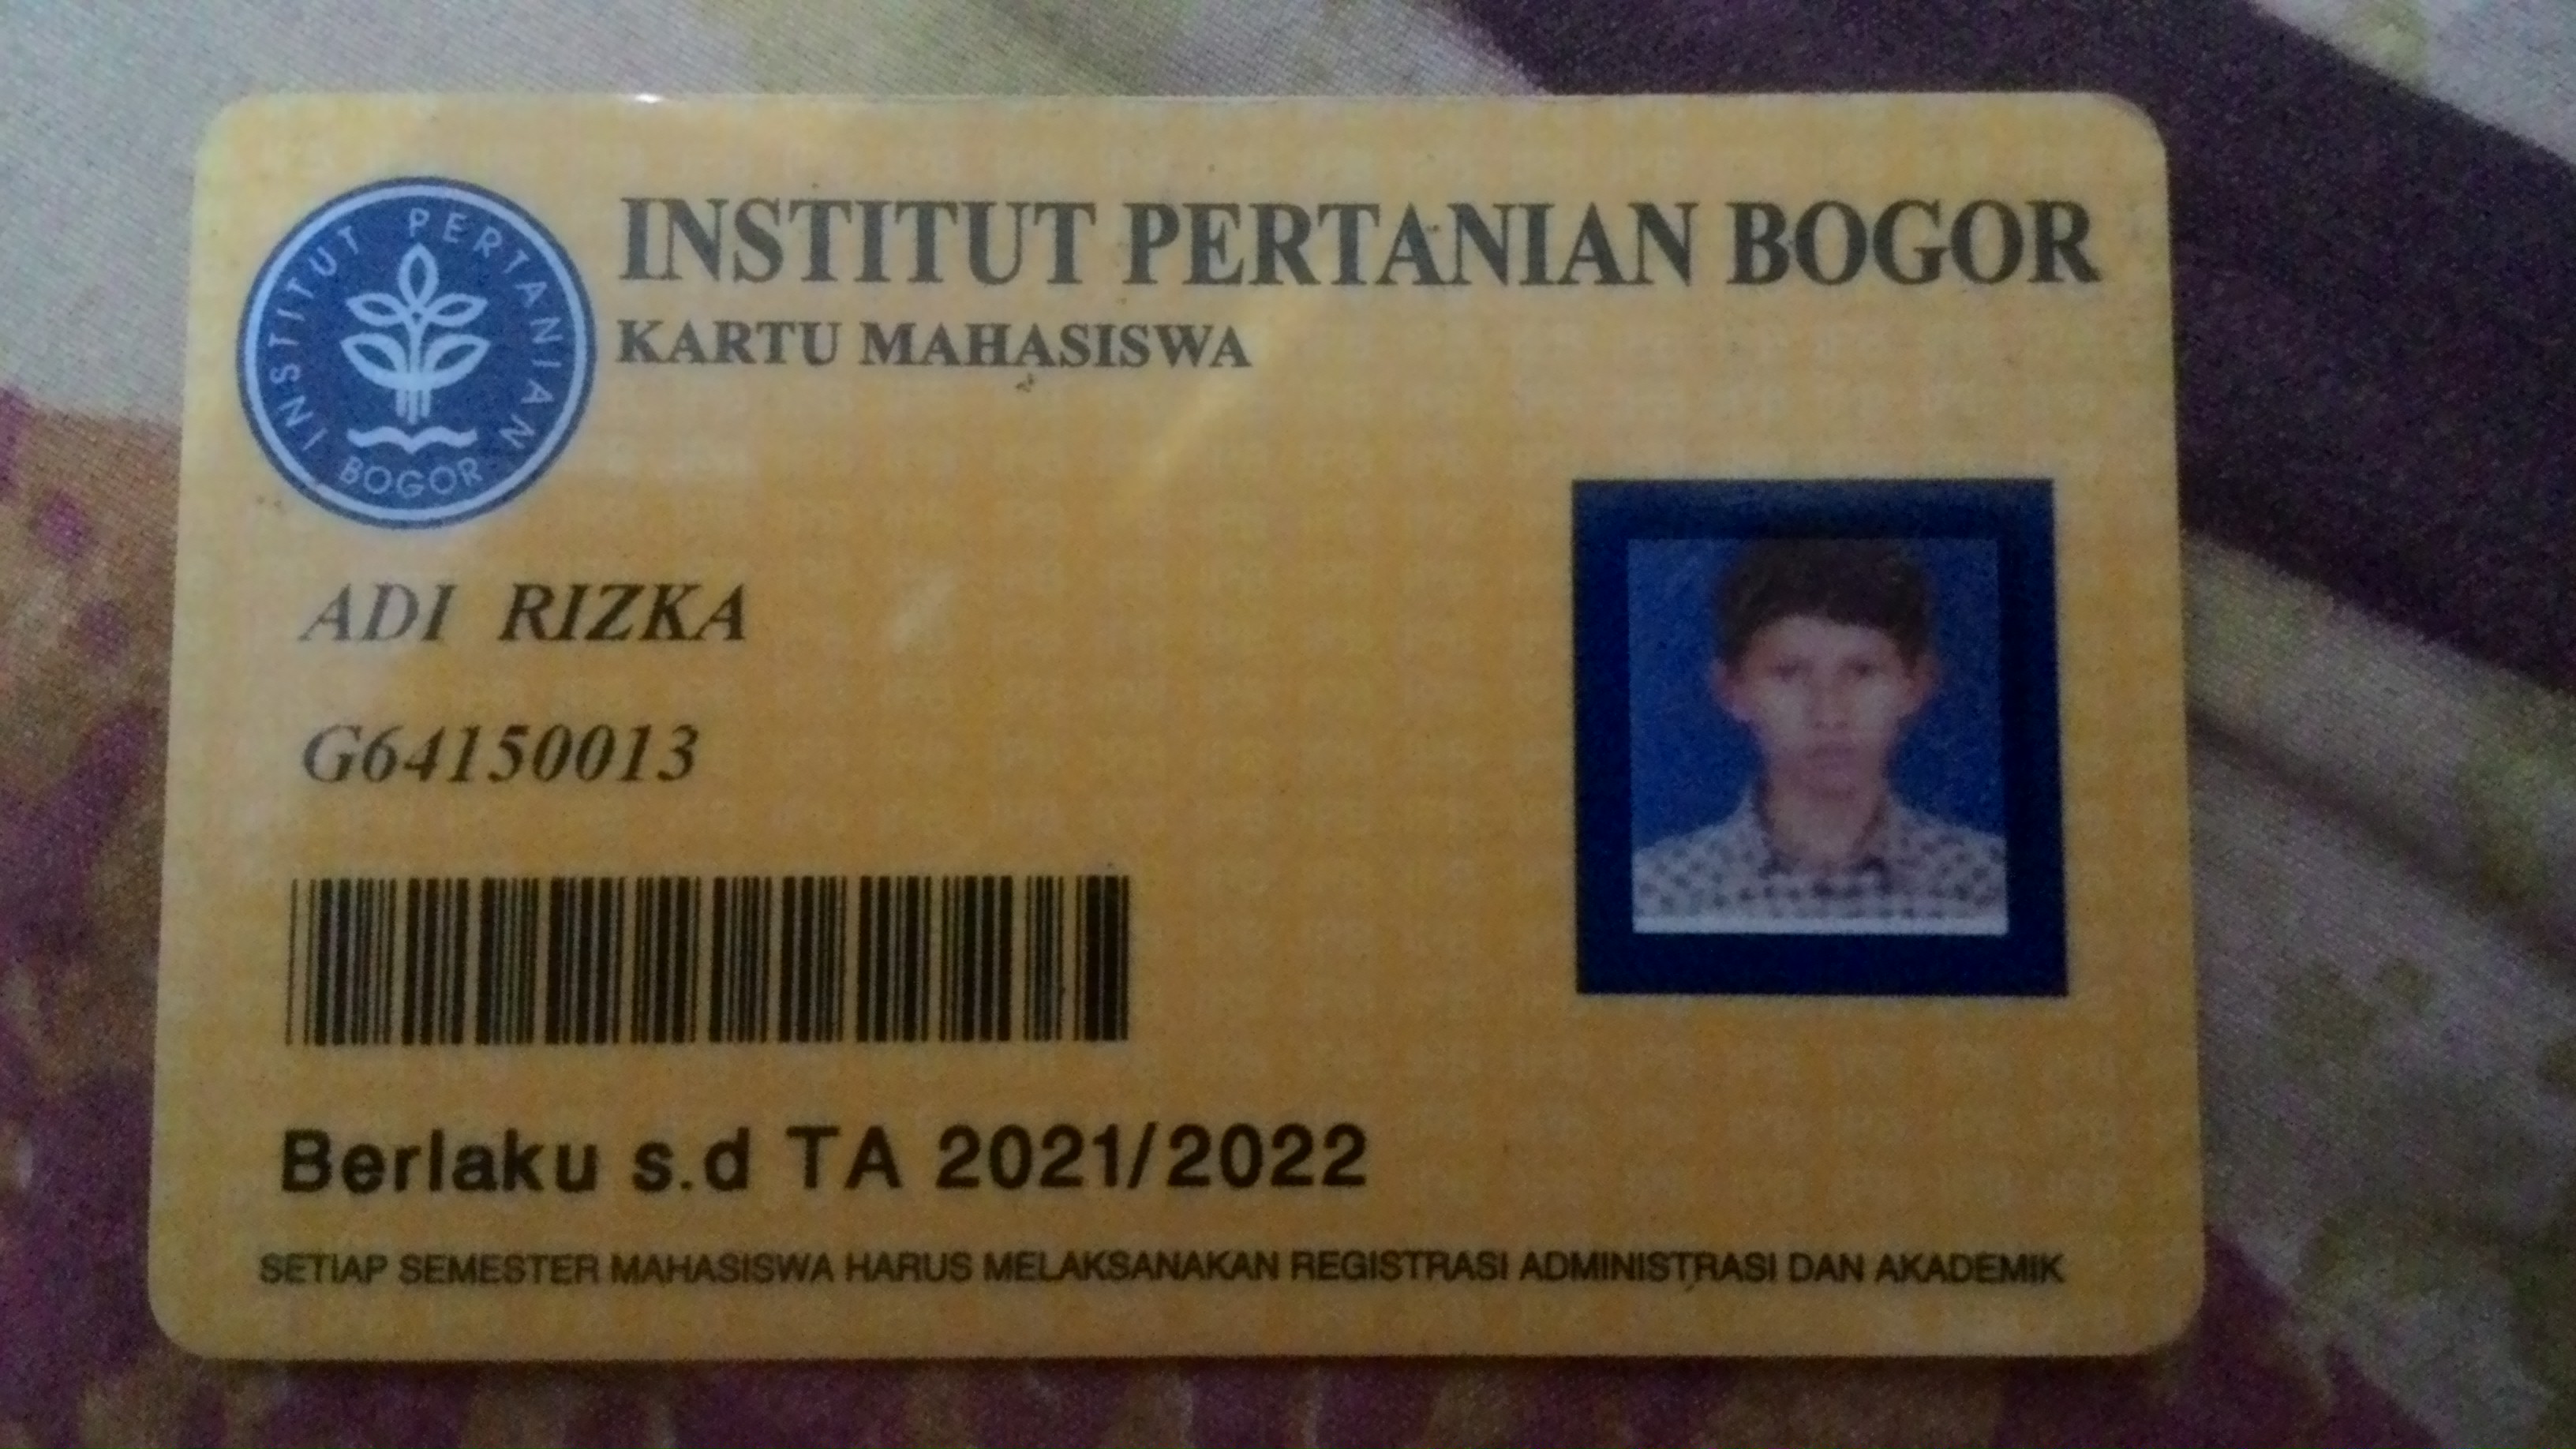 INSTITUT PERTANIAN BOGOR
INSTITUT PERTANIAN BOGOR
KARTU MAHASISWA
ADI RIZKA
G64150013
Berlaku s.d TA 2021/2022
SETIAP SEMESTER MAHASISWA HARUS MELAKSANAKAN REGISTRASI ADMINISTRASI DAN AKADEMIK